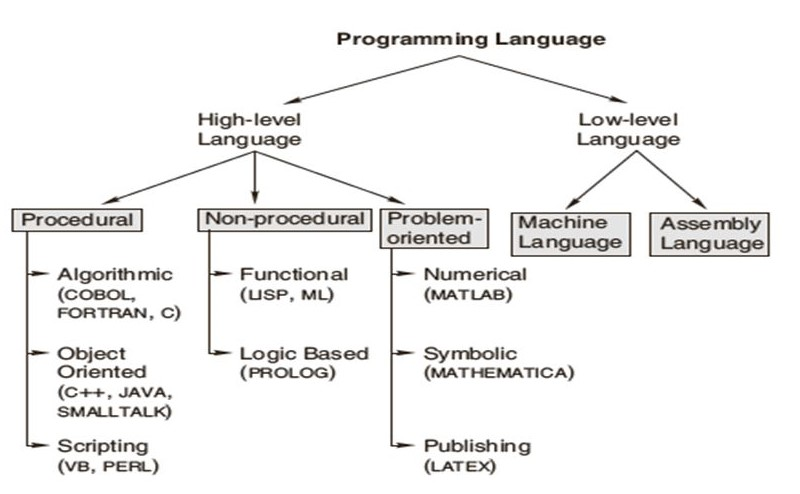 Programming Language
High-level
Language
Low-level
Language
Procedural
Non-procedural
Problem-
oriented
Machine
Language
Assembly
Language
Algorithmic
(COBOL,
FORTRAN, C)
Object
Oriented
(C++, JAVA,
SMALLTALK)
Scripting
(VB, PERL)
Functional
(LISP, ML)
Logic Based
(PROLOG)
Numerical
(MATLAB)
Symbolic
(MATHEMATICA)
Publishing
(LATEX)